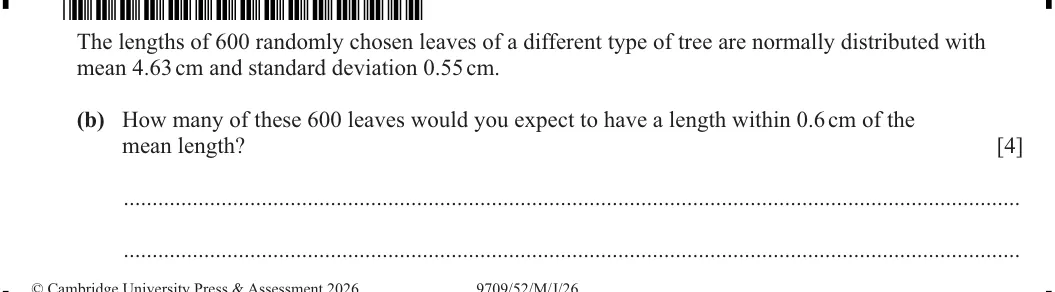 The lengths of 600 randomly chosen leaves of a different type of tree are normally distributed with
mean 4.63 cm and standard deviation 0.55 cm.
(b) How many of these 600 leaves would you expect to have a length within 0.6 cm of the
mean length? [4]
© Cambridge University Press & Assessment 2026 9709/52/M/J/26